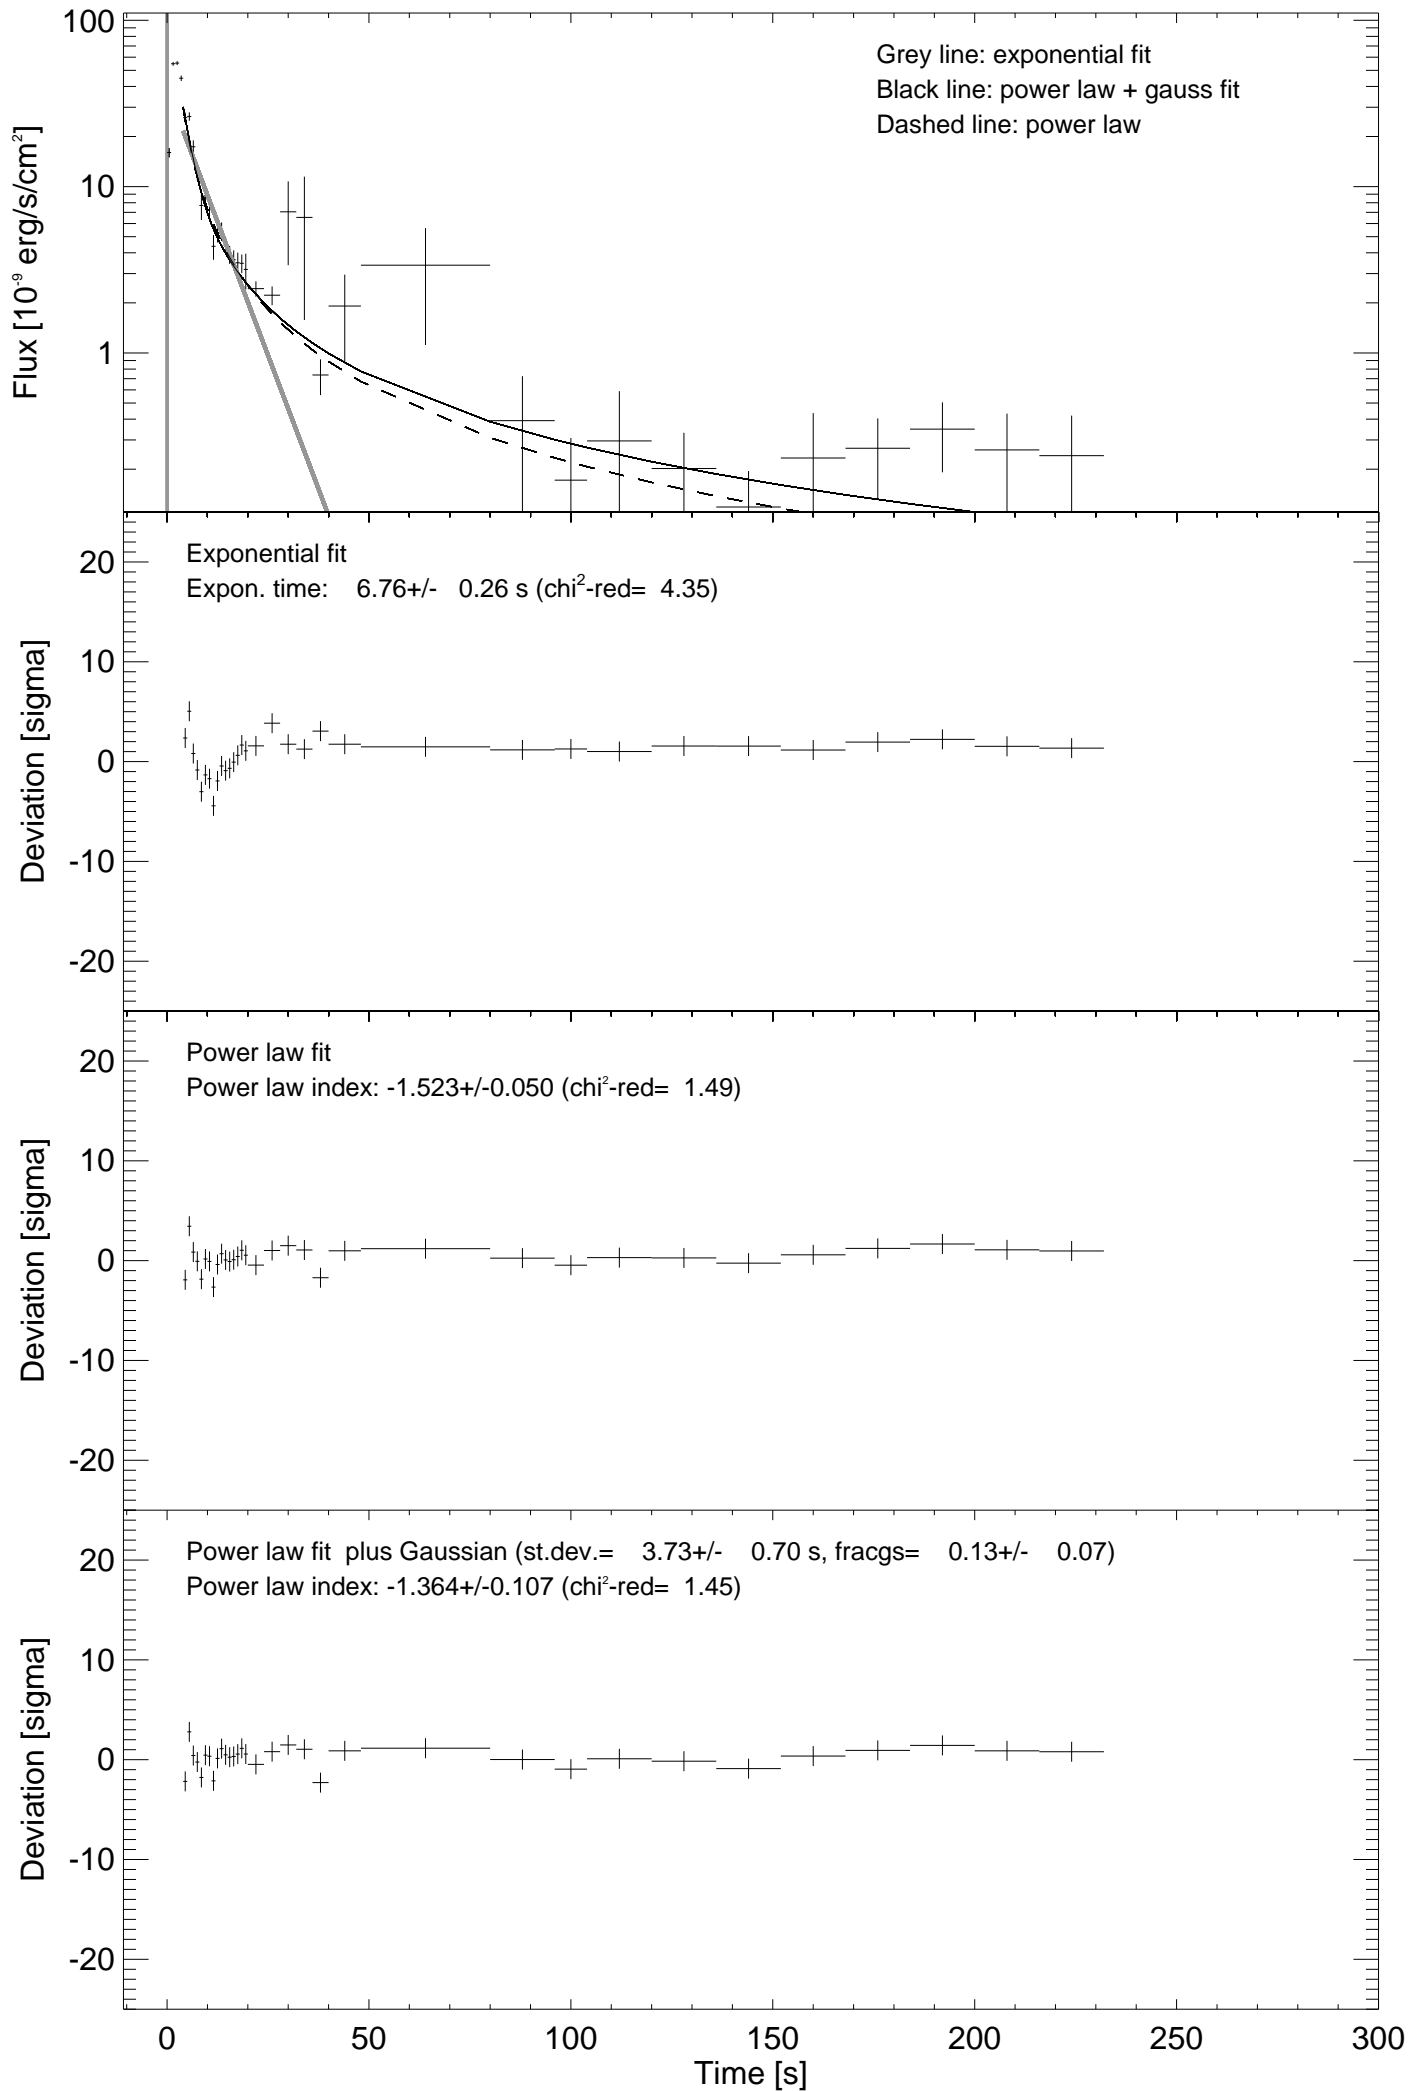 100
10
1
Flux [10⁻⁹ erg/s/cm²]
Grey line: exponential fit
Black line: power law + gauss fit
Dashed line: power law
20
10
0
-10
-20
Deviation [sigma]
Exponential fit
Expon. time: 6.76+/- 0.26 s (chi²-red= 4.35)
20
10
0
-10
-20
Deviation [sigma]
Power law fit
Power law index: -1.523+/-0.050 (chi²-red= 1.49)
20
10
0
-10
-20
Deviation [sigma]
Power law fit plus Gaussian (st.dev.= 3.73+/- 0.70 s, fracgs= 0.13+/- 0.07)
Power law index: -1.364+/-0.107 (chi²-red= 1.45)
0 50 100 150 200 250 300
Time [s]